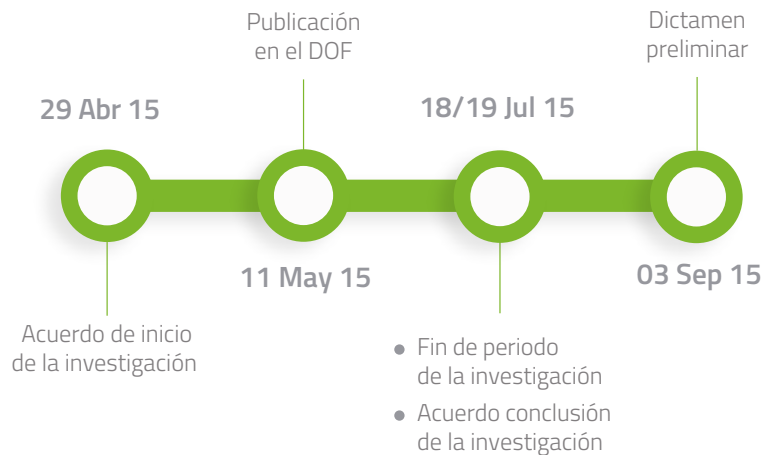 29 Abr 15
Acuerdo de inicio
de la investigación
Publicación
en el DOF
11 May 15
18/19 Jul 15
● Fin de periodo
de la investigación
● Acuerdo conclusión
de la investigación
Dictamen
preliminar
03 Sep 15